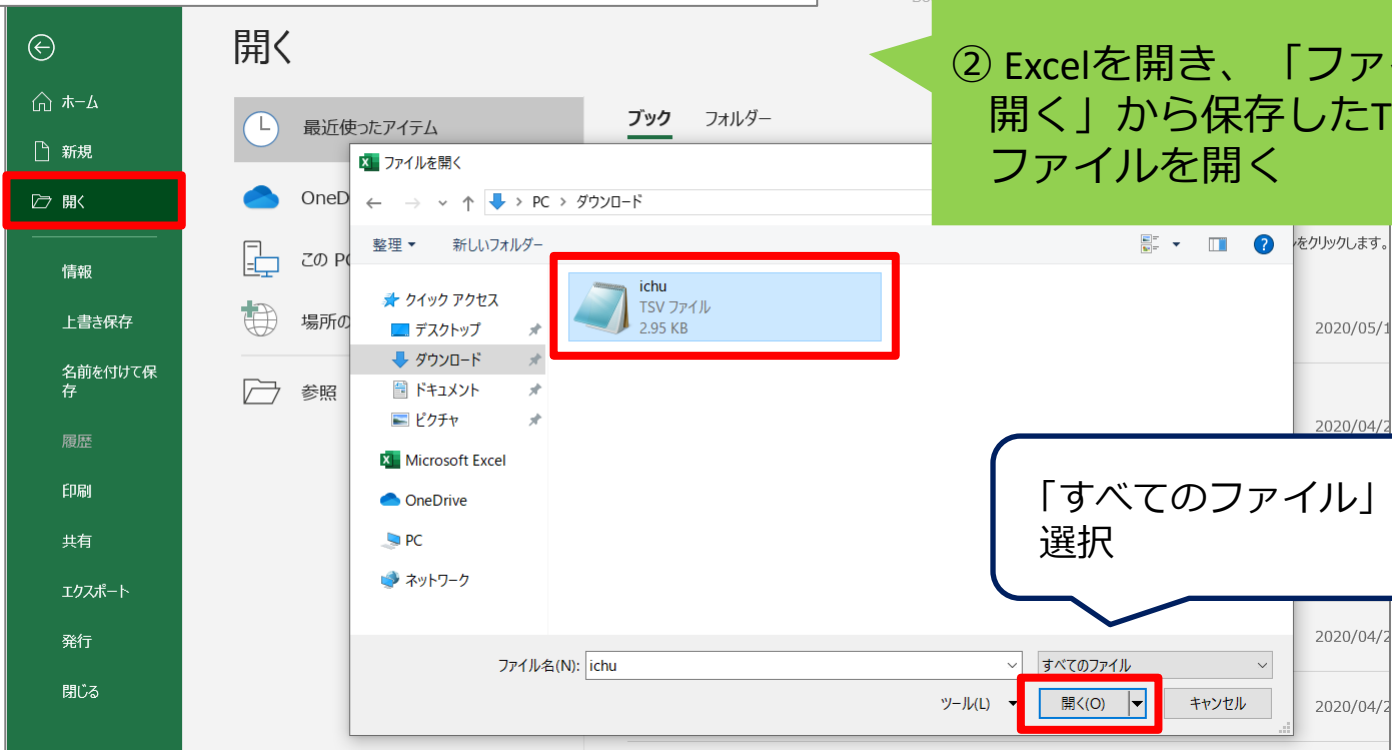 開く
② Excelを開き、「ファ
開く」から保存したT
ファイルを開く
ホーム
新規
開く
情報
上書き保存
名前を付けて保
存
履歴
印刷
共有
エクスポート
発行
閉じる
最近使ったアイテム
OneD
この PC
場所の
参照
ブック フォルダー
ファイルを開く
PC > ダウンロード
整理 新しいフォルダー
クイック アクセス
デスクトップ
ダウンロード
ドキュメント
ピクチャ
Microsoft Excel
OneDrive
PC
ネットワーク
ichu
TSV ファイル
2.95 KB
をクリックします。
2020/05/1
2020/04/2
「すべてのファイル」
選択
2020/04/2
ファイル名(N): ichu すべてのファイル
ツール(L) 開く(O) キャンセル
2020/04/2